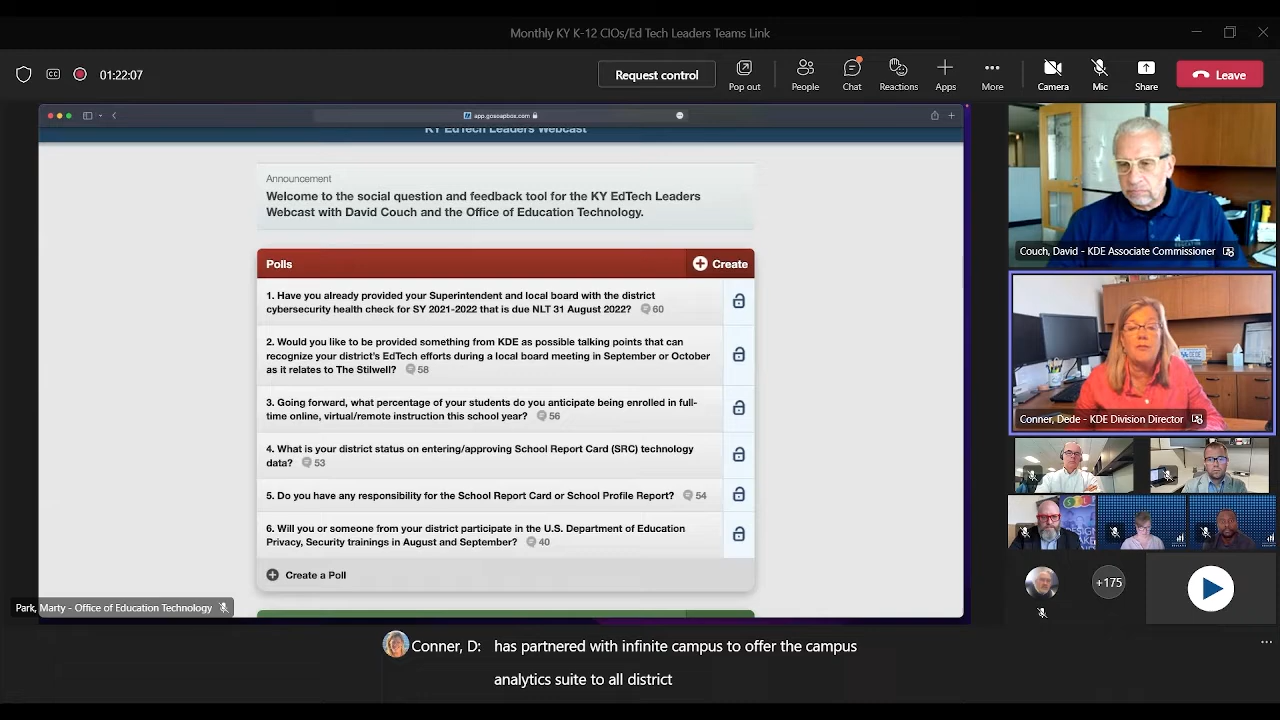 Monthly KY K-12 CIOs/Ed Tech Leaders Teams Link
CC
01:22:07
Request control
Pop out
People
Chat
Reactions
Apps
More
Camera
Mic
Share
Leave
app.gosoapbox.com
KY EdTech Leaders Webcast
Announcement
Welcome to the social question and feedback tool for the KY EdTech Leaders
Webcast with David Couch and the Office of Education Technology.
Polls
Create
1. Have you already provided your Superintendent and local board with the district
cybersecurity health check for SY 2021-2022 that is due NLT 31 August 2022? 60
2. Would you like to be provided something from KDE as possible talking points that can
recognize your district's EdTech efforts during a local board meeting in September or October
as it relates to The Stilwell? 58
3. Going forward, what percentage of your students do you anticipate being enrolled in full-
time online, virtual/remote instruction this school year? 56
4. What is your district status on entering/approving School Report Card (SRC) technology
data? 53
5. Do you have any responsibility for the School Report Card or School Profile Report? 54
6. Will you or someone from your district participate in the U.S. Department of Education
Privacy, Security trainings in August and September? 40
Create a Poll
Park, Marty - Office of Education Technology
Couch, David - KDE Associate Commissioner
Conner, Dede - KDE Division Director
+175
Conner, D: has partnered with infinite campus to offer the campus
analytics suite to all district